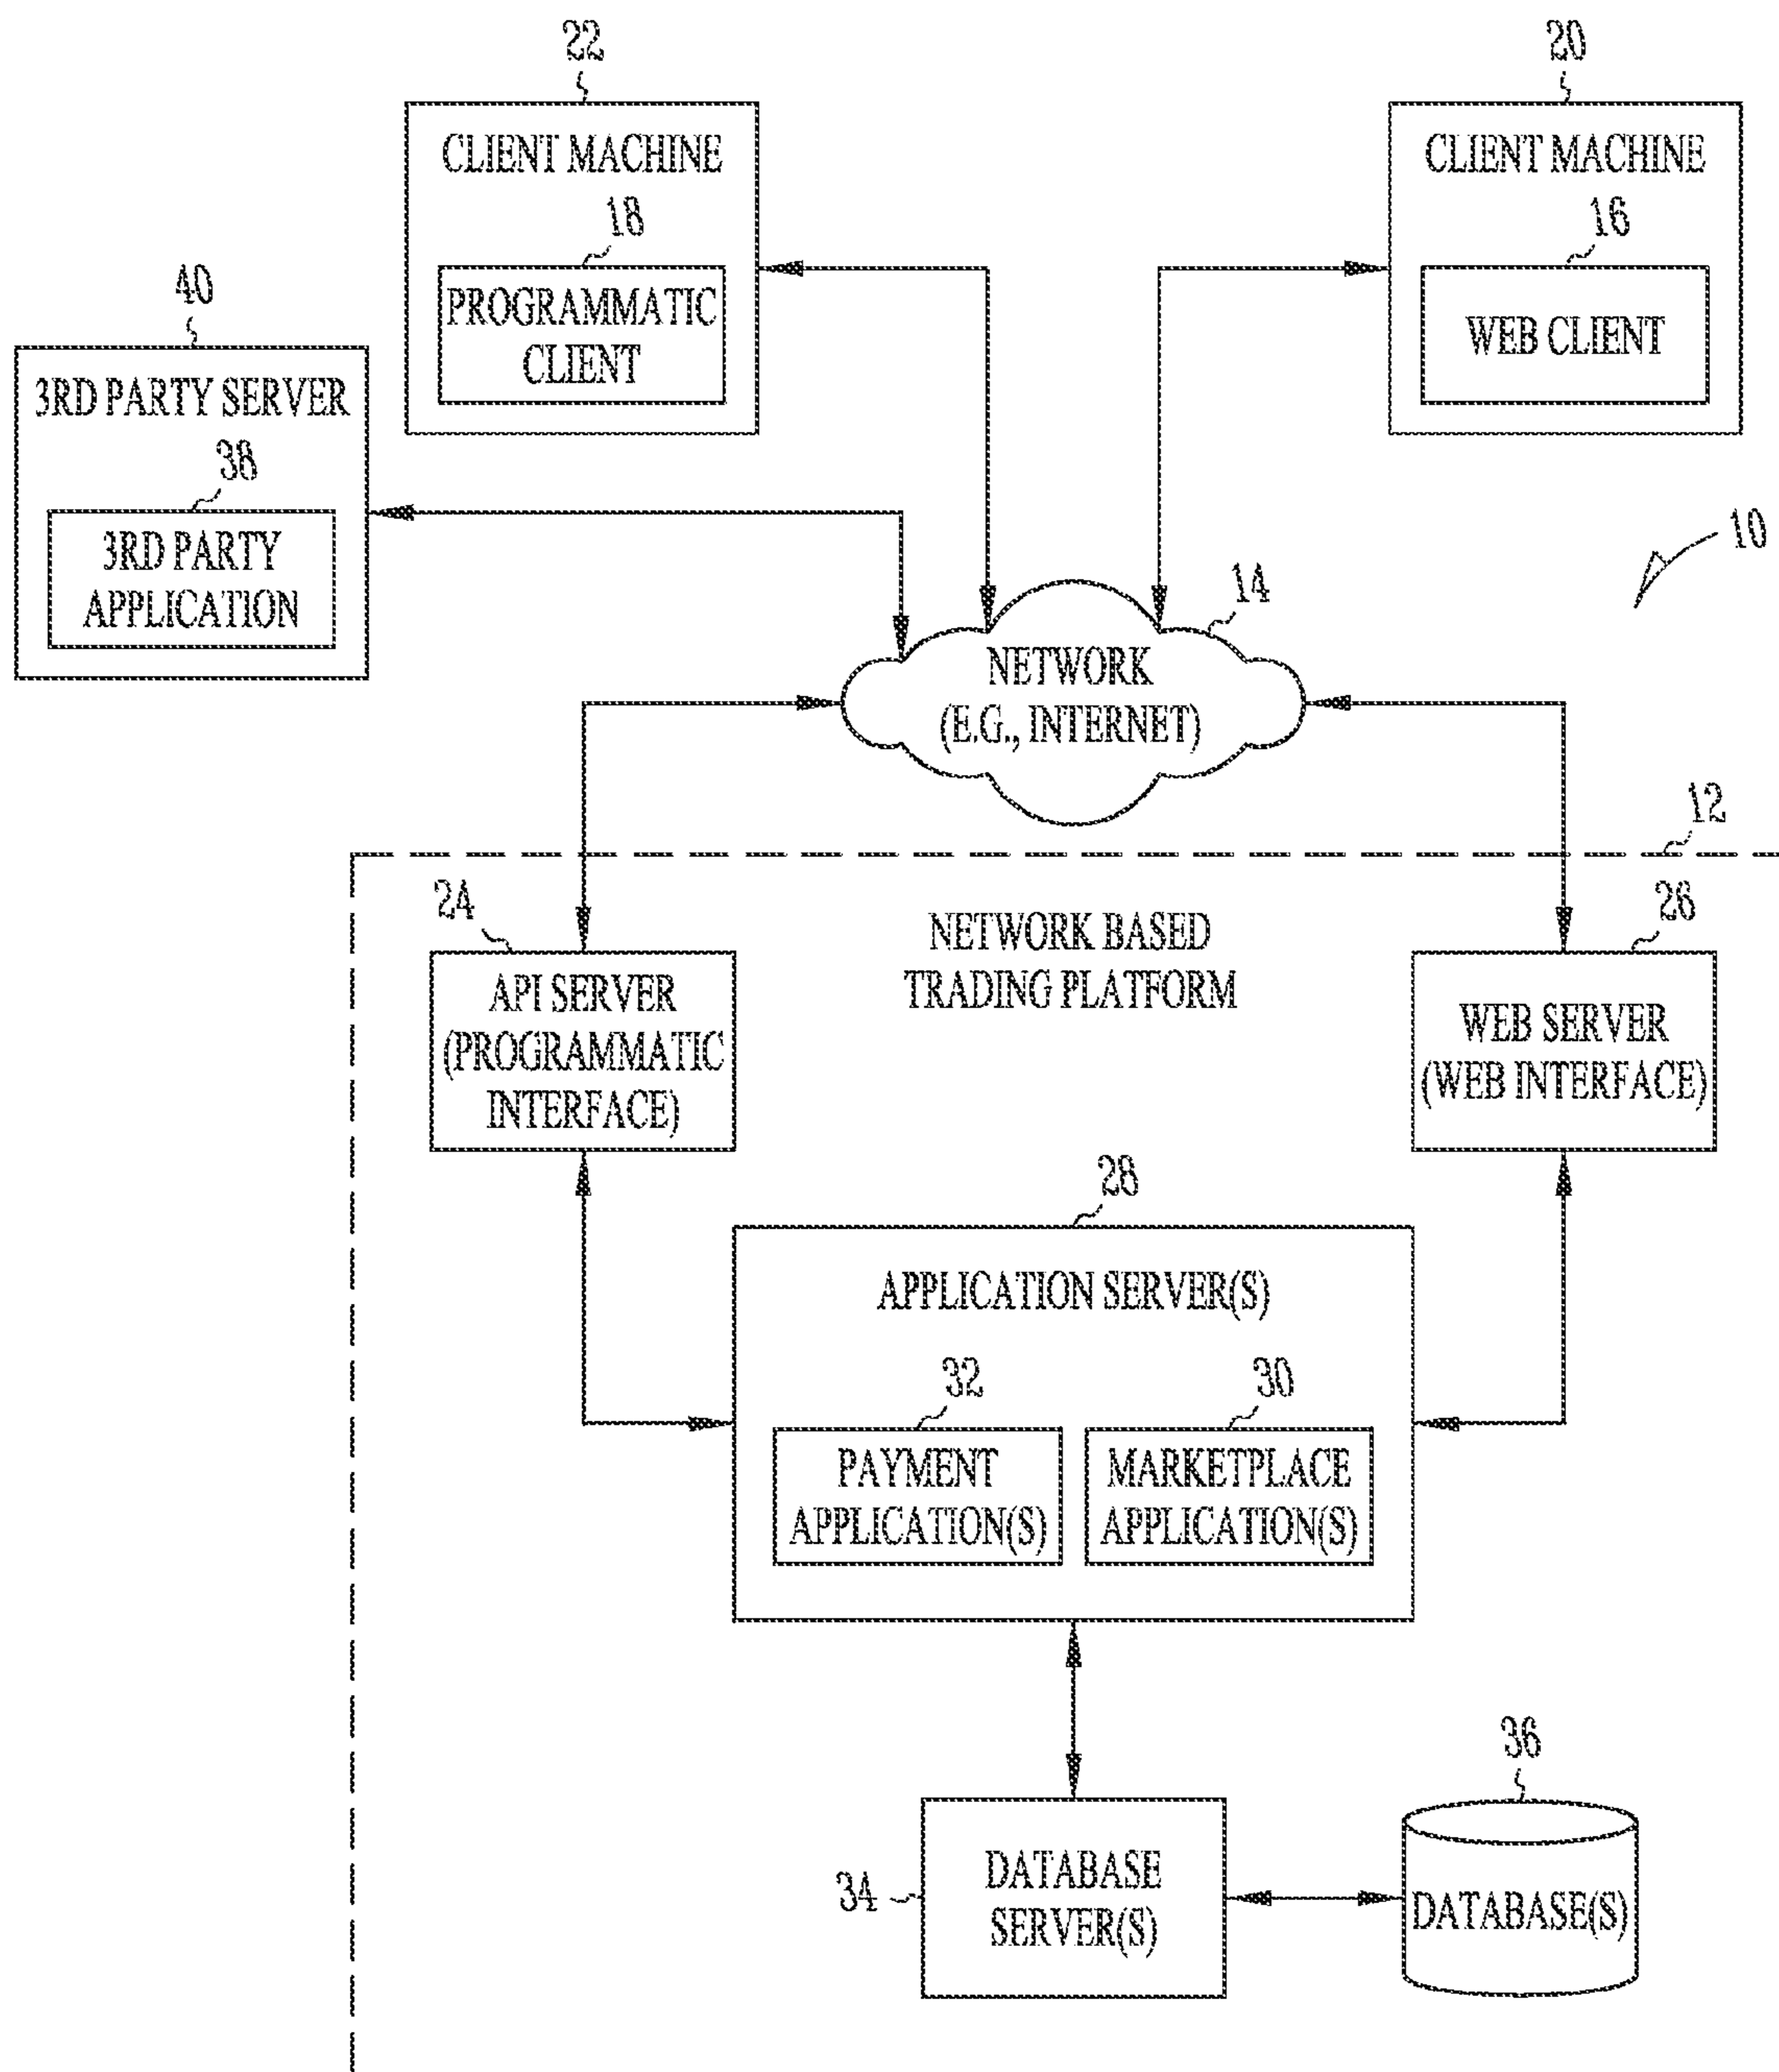 22
20
CLIENT MACHINE
CLIENT MACHINE
18
16
PROGRAMMATIC
CLIENT
WEB CLIENT
40
3RD PARTY SERVER
38
3RD PARTY
APPLICATION
10
14
NETWORK
(E.G., INTERNET)
12
24
26
NETWORK BASED
TRADING PLATFORM
API SERVER
(PROGRAMMATIC
INTERFACE)
WEB SERVER
(WEB INTERFACE)
28
APPLICATION SERVER(S)
32
30
PAYMENT
APPLICATION(S)
MARKETPLACE
APPLICATION(S)
36
34
DATABASE
SERVER(S)
DATABASE(S)